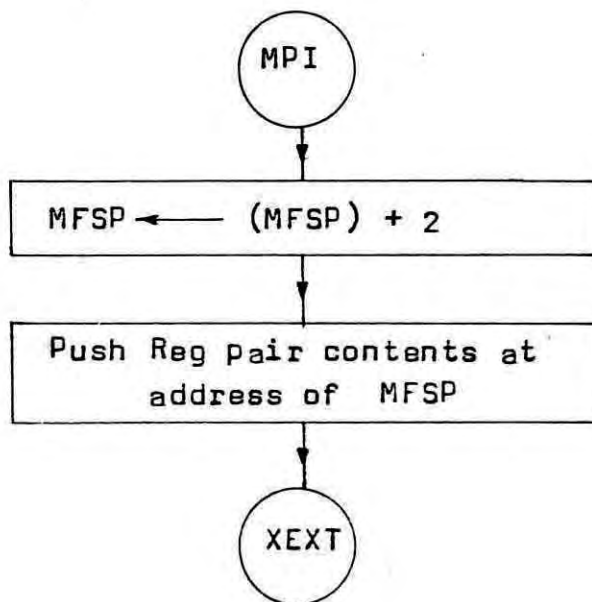 MPI
MFSP ← (MFSP) + 2
Push Reg pair contents at
address of MFSP
XEXT